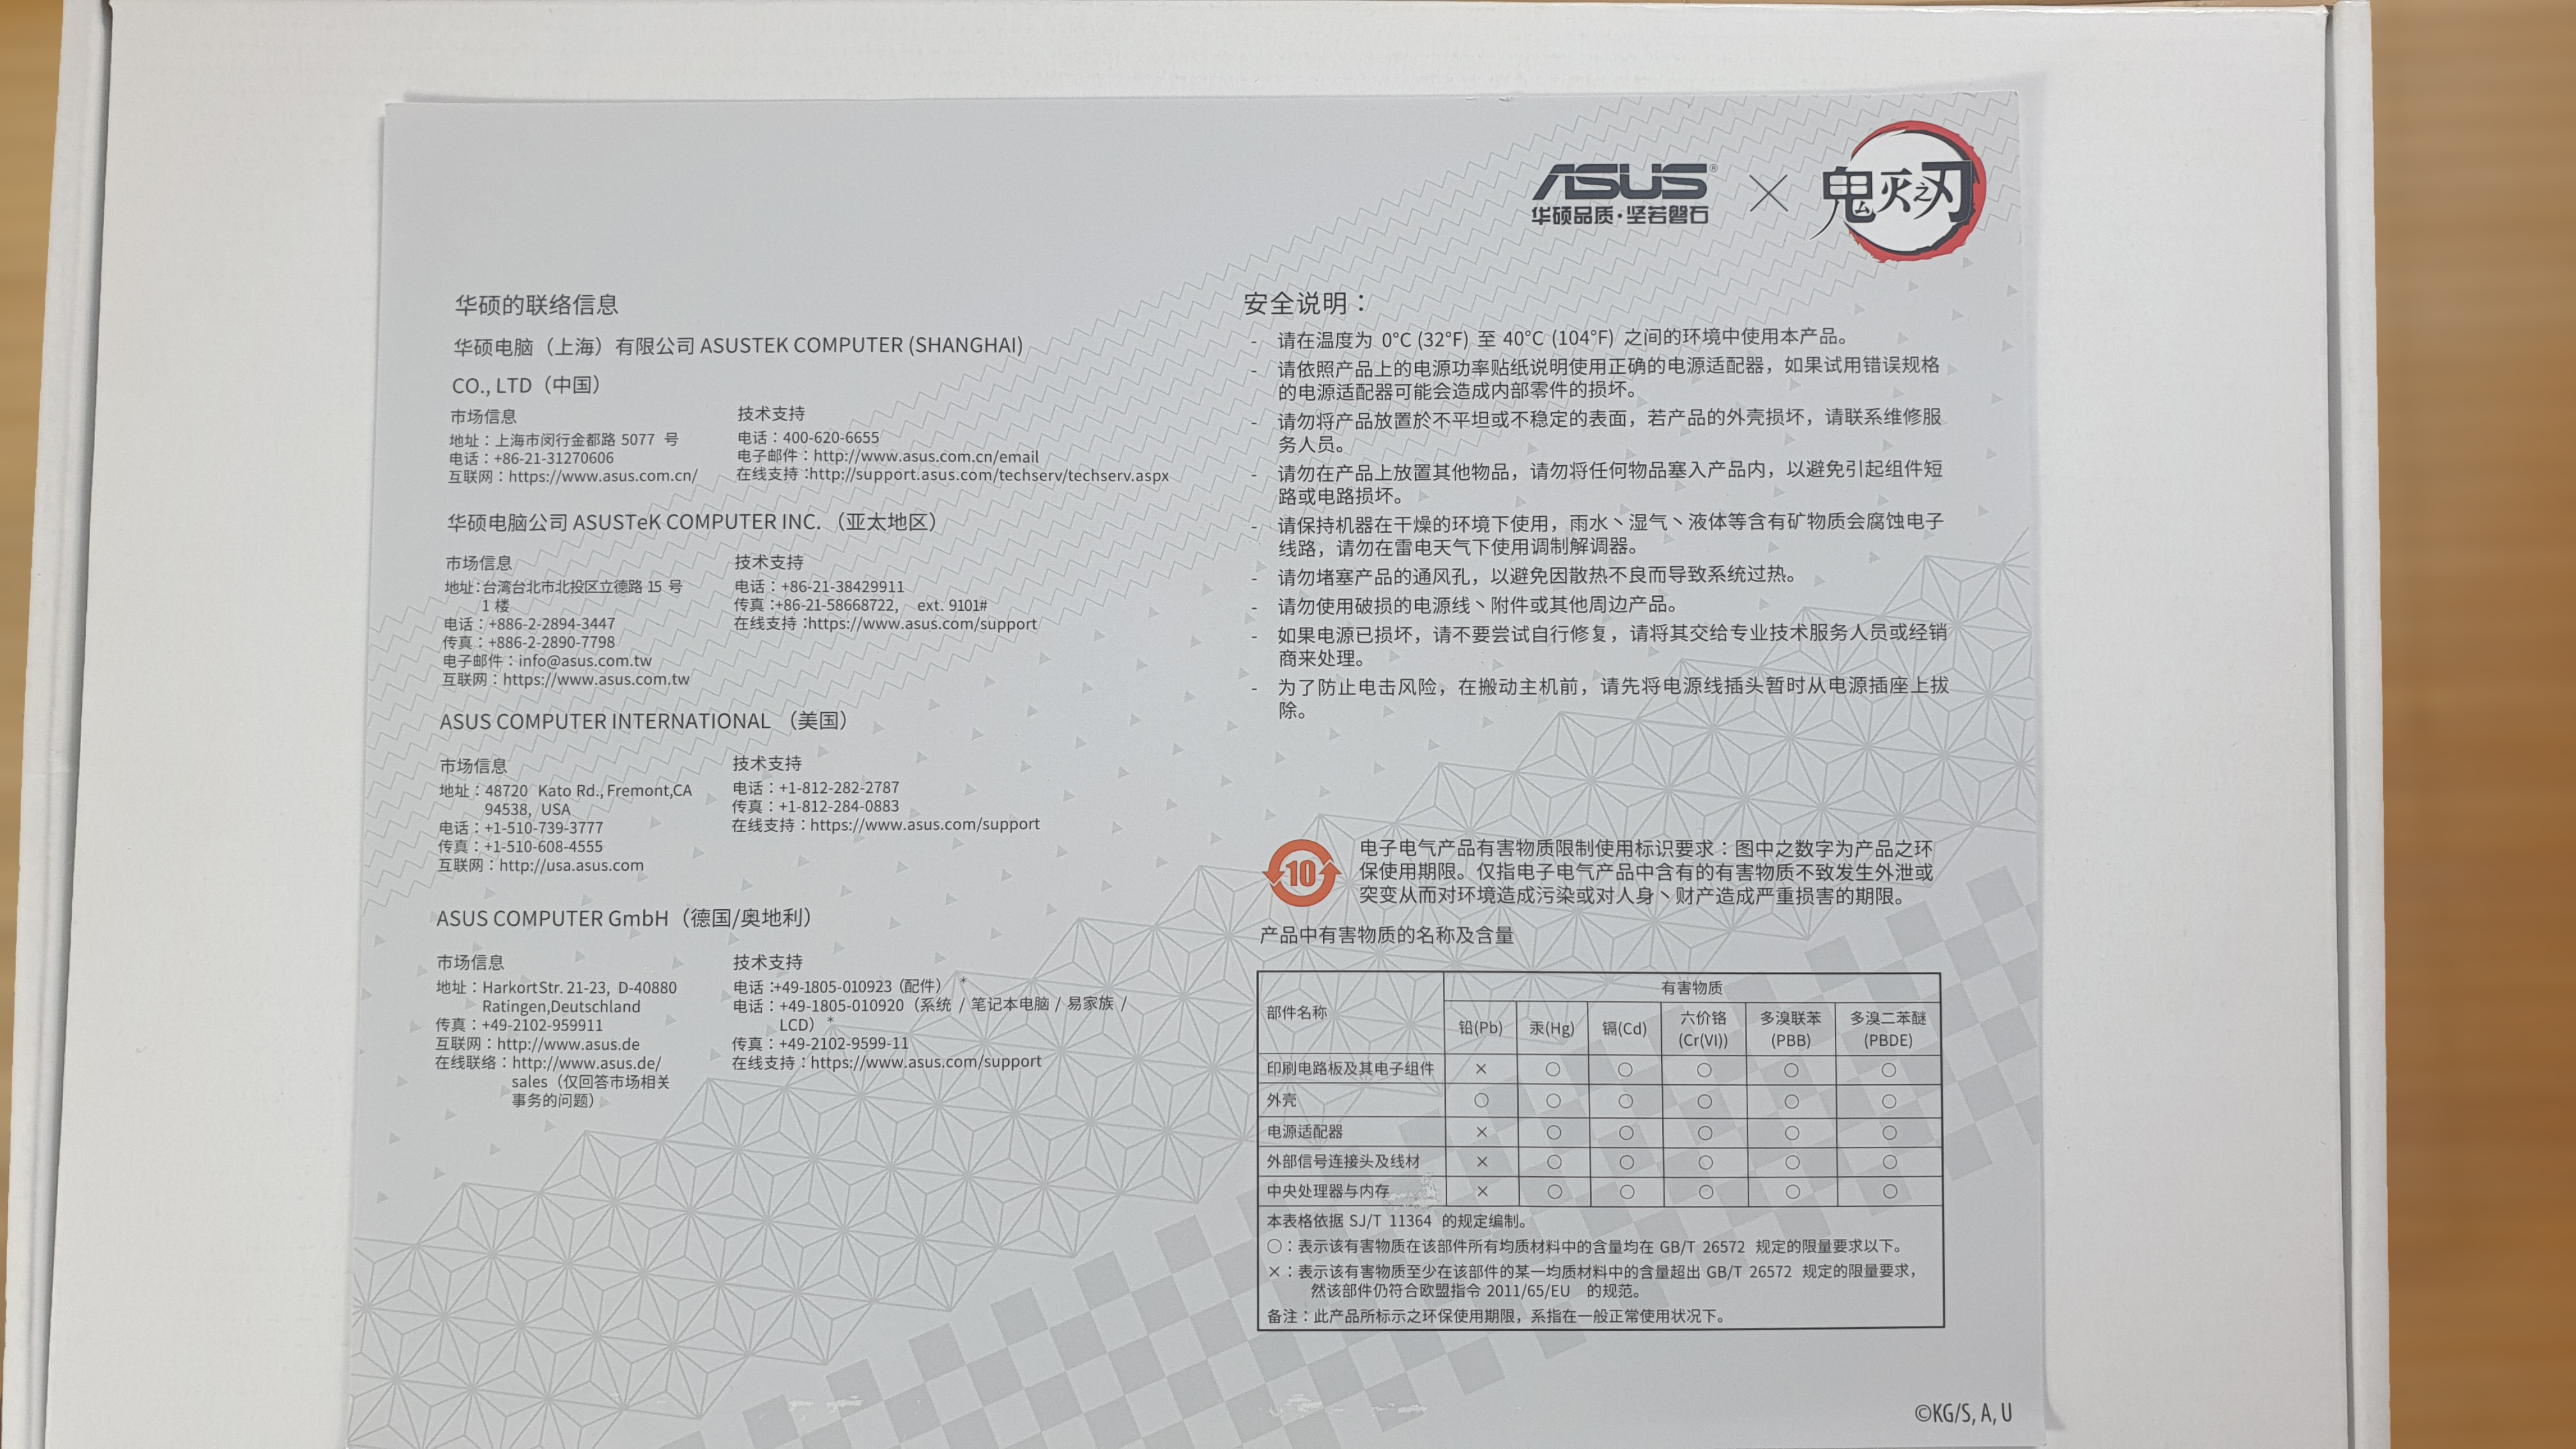 ASUS®
华硕品质·坚若磐石
×
鬼灭之刃
华硕的联络信息
华硕电脑（上海）有限公司 ASUSTEK COMPUTER (SHANGHAI)
CO., LTD（中国）
市场信息
地址：上海市闵行金都路 5077 号
电话：+86-21-31270606
互联网：https://www.asus.com.cn/
技术支持
电话：400-620-6655
电子邮件：http://www.asus.com.cn/email
在线支持：http://support.asus.com/techserv/techserv.aspx
华硕电脑公司 ASUSTeK COMPUTER INC.（亚太地区）
市场信息
地址：台湾台北市北投区立德路 15 号
1 楼
电话：+886-2-2894-3447
传真：+886-2-2890-7798
电子邮件：info@asus.com.tw
互联网：https://www.asus.com.tw
技术支持
电话：+86-21-38429911
传真：+86-21-58668722, ext. 9101#
在线支持：https://www.asus.com/support
ASUS COMPUTER INTERNATIONAL （美国）
市场信息
地址：48720 Kato Rd., Fremont,CA
94538, USA
电话：+1-510-739-3777
传真：+1-510-608-4555
互联网：http://usa.asus.com
技术支持
电话：+1-812-282-2787
传真：+1-812-284-0883
在线支持：https://www.asus.com/support
ASUS COMPUTER GmbH（德国/奥地利）
市场信息
地址：HarkortStr. 21-23, D-40880
Ratingen,Deutschland
传真：+49-2102-959911
互联网：http://www.asus.de
在线联络：http://www.asus.de/
sales（仅回答市场相关
事务的问题）
技术支持
电话：+49-1805-010923（配件） *
电话：+49-1805-010920（系统 / 笔记本电脑 / 易家族 /
LCD） *
传真：+49-2102-9599-11
在线支持：https://www.asus.com/support
安全说明：
- 请在温度为 0°C (32°F) 至 40°C (104°F) 之间的环境中使用本产品。
- 请依照产品上的电源功率贴纸说明使用正确的电源适配器，如果试用错误规格
的电源适配器可能会造成内部零件的损坏。
- 请勿将产品放置於不平坦或不稳定的表面，若产品的外壳损坏，请联系维修服
务人员。
- 请勿在产品上放置其他物品，请勿将任何物品塞入产品内，以避免引起组件短
路或电路损坏。
- 请保持机器在干燥的环境下使用，雨水、湿气、液体等含有矿物质会腐蚀电子
线路，请勿在雷电天气下使用调制解调器。
- 请勿堵塞产品的通风孔，以避免因散热不良而导致系统过热。
- 请勿使用破损的电源线、附件或其他周边产品。
- 如果电源已损坏，请不要尝试自行修复，请将其交给专业技术服务人员或经销
商来处理。
- 为了防止电击风险，在搬动主机前，请先将电源线插头暂时从电源插座上拔
除。
10
电子电气产品有害物质限制使用标识要求：图中之数字为产品之环
保使用期限。仅指电子电气产品中含有的有害物质不致发生外泄或
突变从而对环境造成污染或对人身、财产造成严重损害的期限。
产品中有害物质的名称及含量
部件名称 有害物质
铅(Pb) 汞(Hg) 镉(Cd) 六价铬(Cr(VI)) 多溴联苯(PBB) 多溴二苯醚(PBDE)
印刷电路板及其电子组件 × ○ ○ ○ ○ ○
外壳 ○ ○ ○ ○ ○ ○
电源适配器 × ○ ○ ○ ○ ○
外部信号连接头及线材 × ○ ○ ○ ○ ○
中央处理器与内存 × ○ ○ ○ ○ ○
本表格依据 SJ/T 11364 的规定编制。
○：表示该有害物质在该部件所有均质材料中的含量均在 GB/T 26572 规定的限量要求以下。
×：表示该有害物质至少在该部件的某一均质材料中的含量超出 GB/T 26572 规定的限量要求，
然该部件仍符合欧盟指令 2011/65/EU 的规范。
备注：此产品所标示之环保使用期限，系指在一般正常使用状况下。
©KG/S, A, U